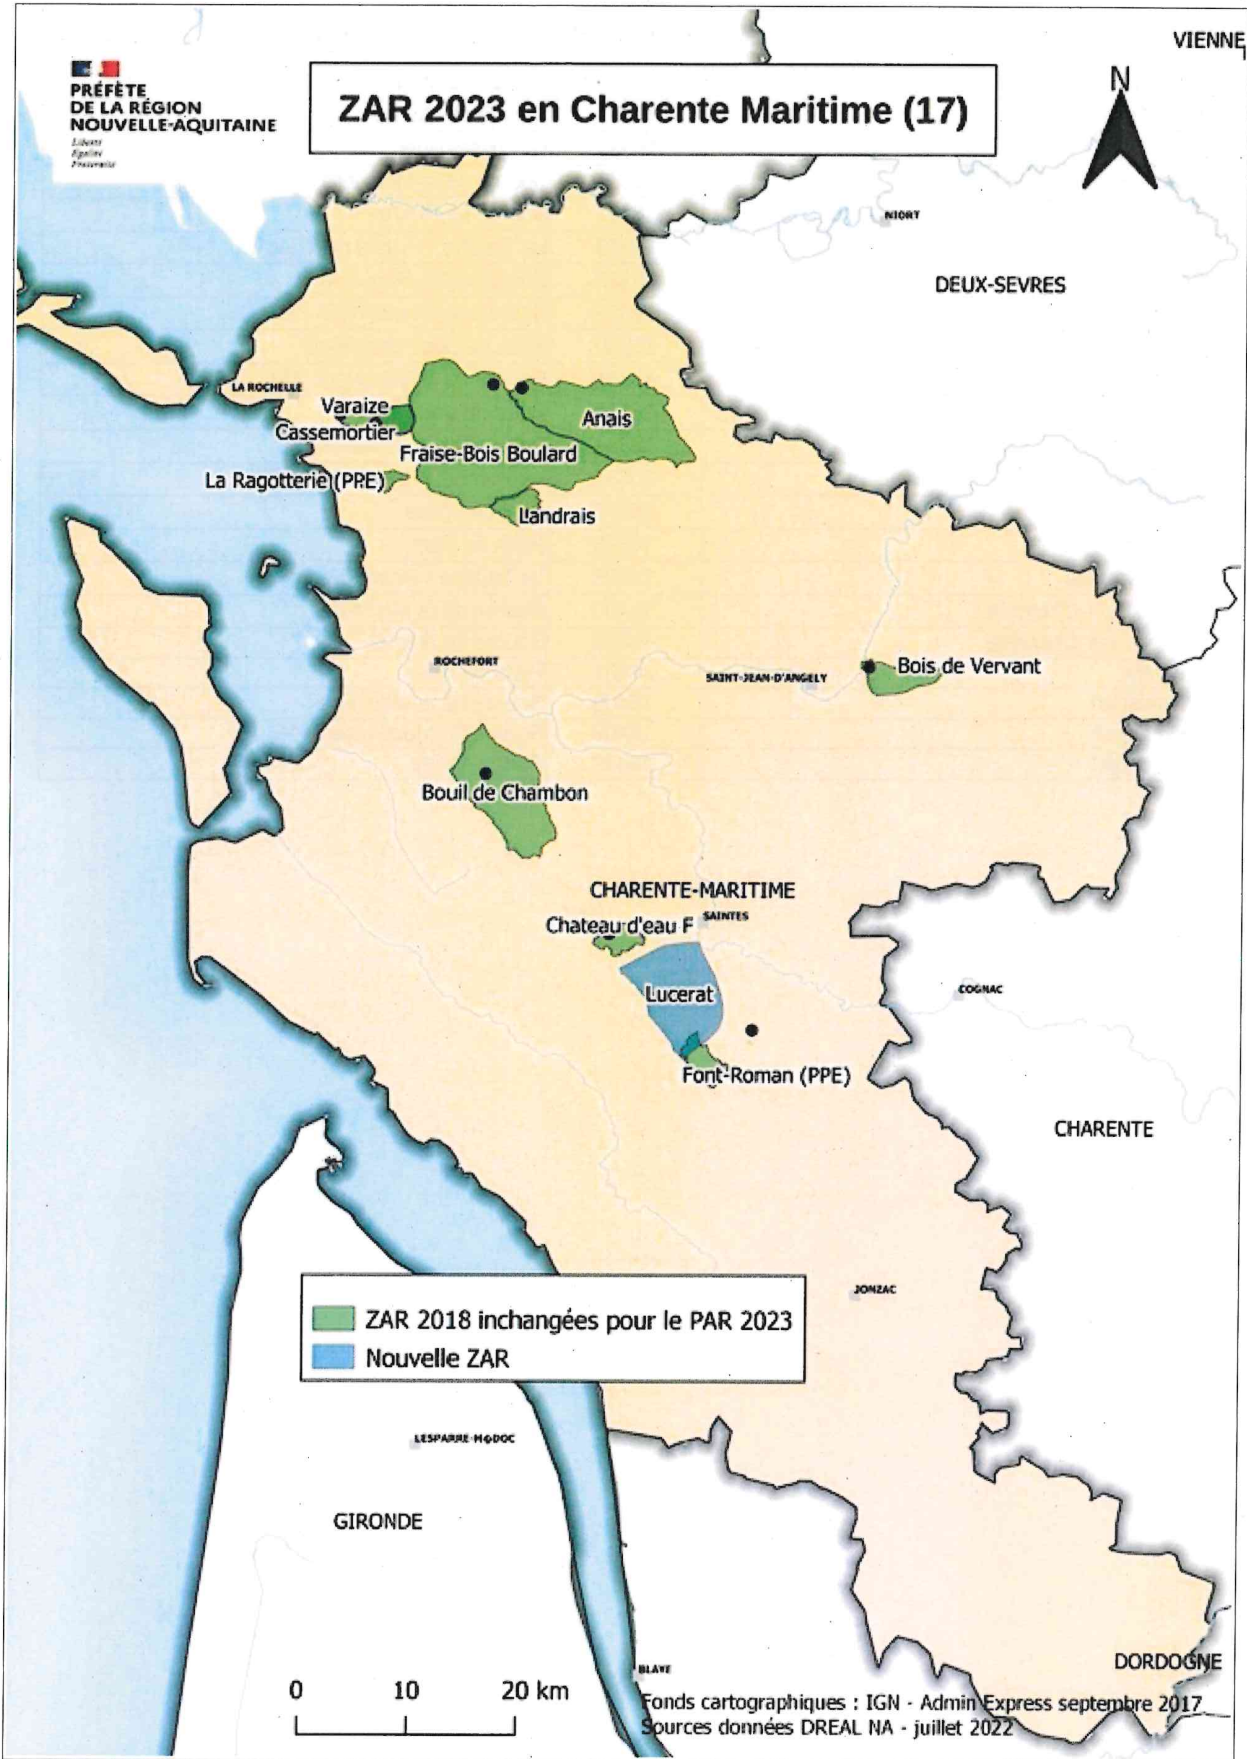 VIENNE
PRÉFÈTE
DE LA RÉGION
NOUVELLE-AQUITAINE
Liberté
Égalité
Fraternité
ZAR 2023 en Charente Maritime (17)
N
NIORT
DEUX-SEVRES
LA ROCHELLE
Varaize
Cassemortier
Anais
Fraise-Bois Boulard
La Ragotterie (PPE)
Landrais
ROCHEFORT
SAINT-JEAN-D'ANGELY
Bois de Vervant
Bouil de Chambon
CHARENTE-MARITIME
Chateau d'eau F
SAINTES
Lucerat
COGNAC
Font-Roman (PPE)
CHARENTE
JONZAC
ZAR 2018 inchangées pour le PAR 2023
Nouvelle ZAR
LESPARRE-MEDOC
GIRONDE
DORDOGNE
BLAYE
0 10 20 km
Fonds cartographiques : IGN - Admin Express septembre 2017
Sources données DREAL NA - juillet 2022